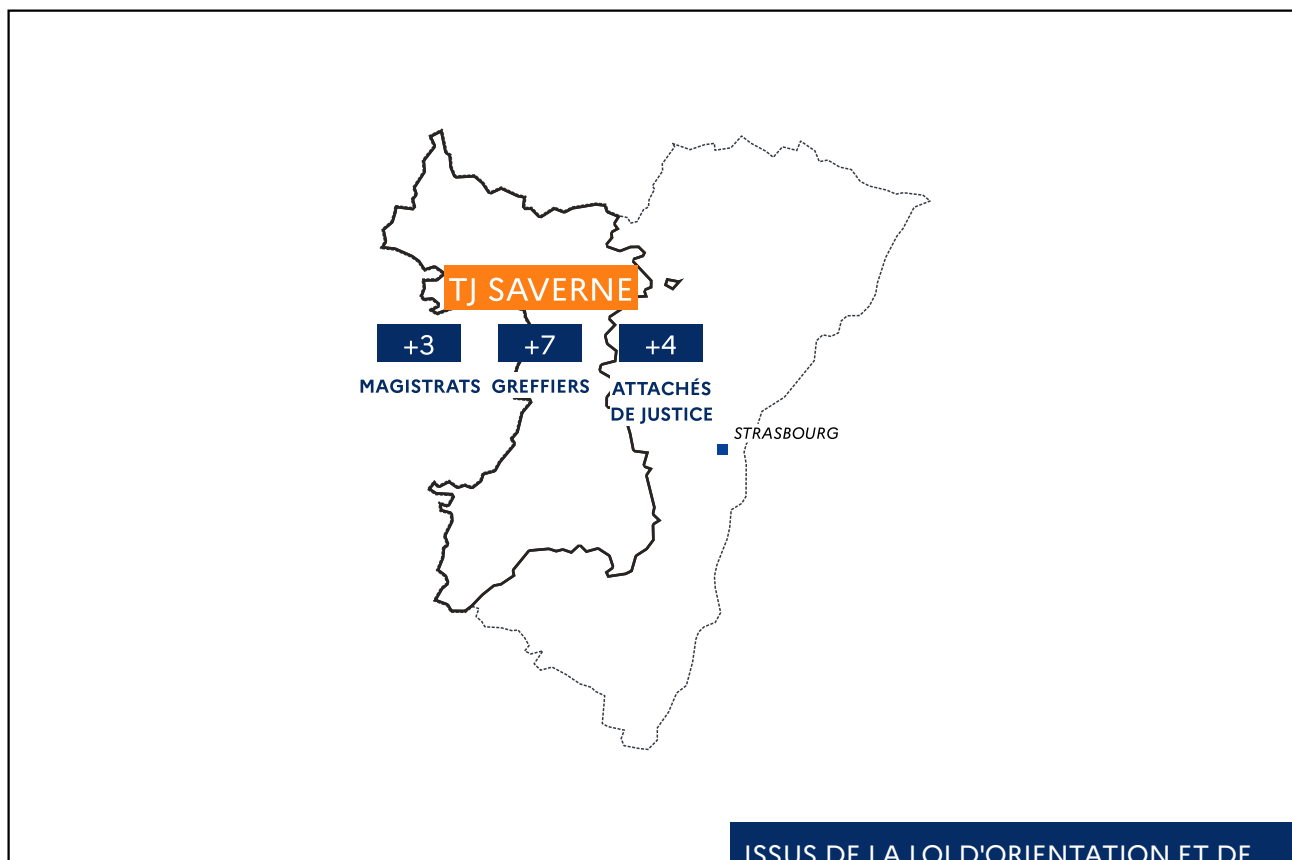 TJ SAVERNE
+3
+7
+4
MAGISTRATS
GREFFIERS
ATTACHÉS
DE JUSTICE
STRASBOURG
ISSUS DE LA LOI D'ORIENTATION ET DE